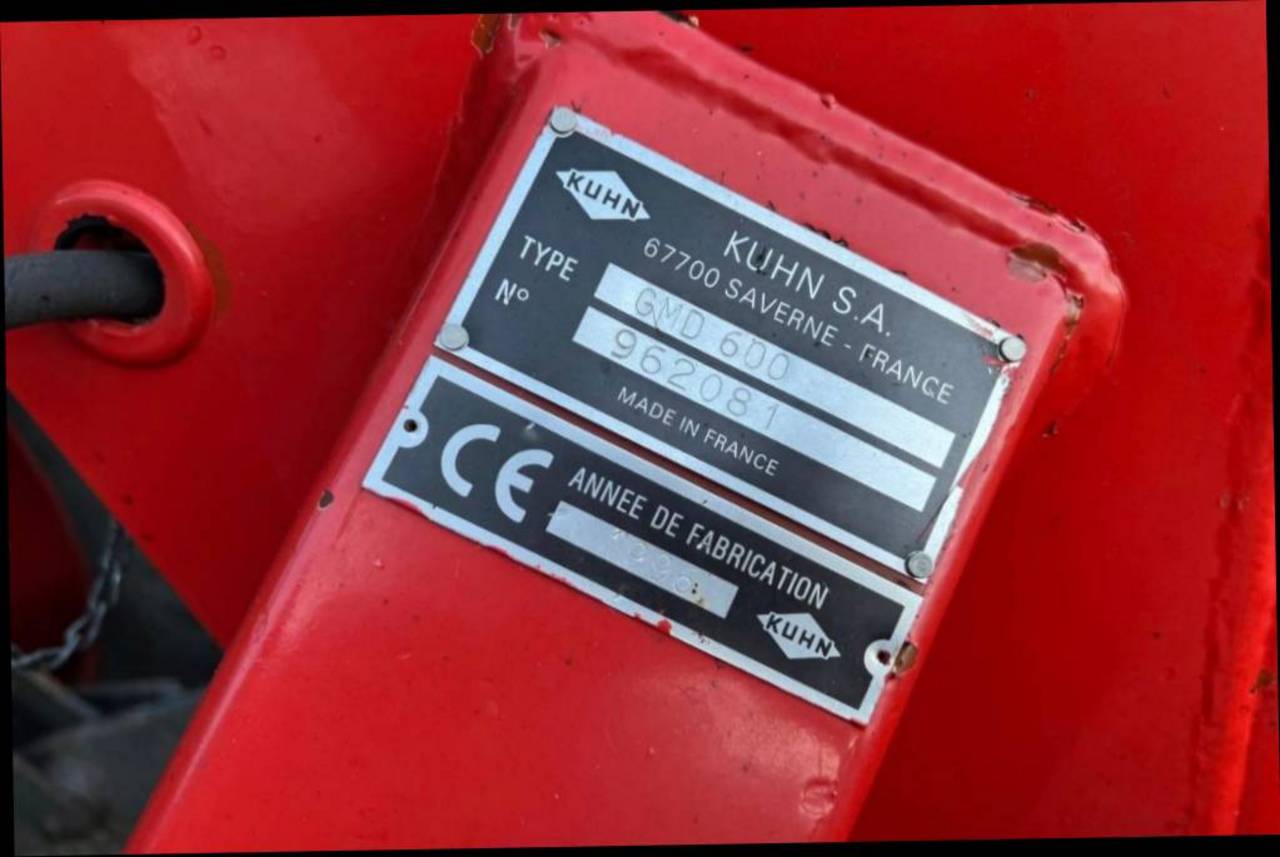 KUHN
KUHN S.A.
67700 SAVERNE - FRANCE
TYPE GMD 600
N° 962081
MADE IN FRANCE
CE ANNEE DE FABRICATION
KUHN